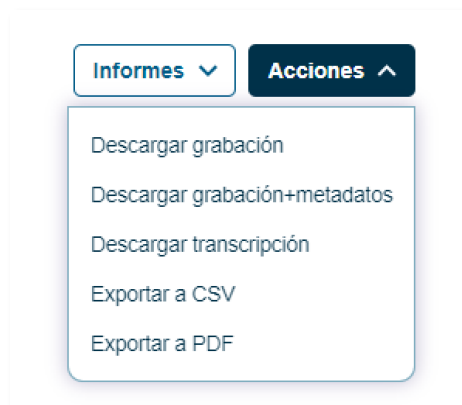 Informes Acciones
Descargar grabación
Descargar grabación+metadatos
Descargar transcripción
Exportar a CSV
Exportar a PDF